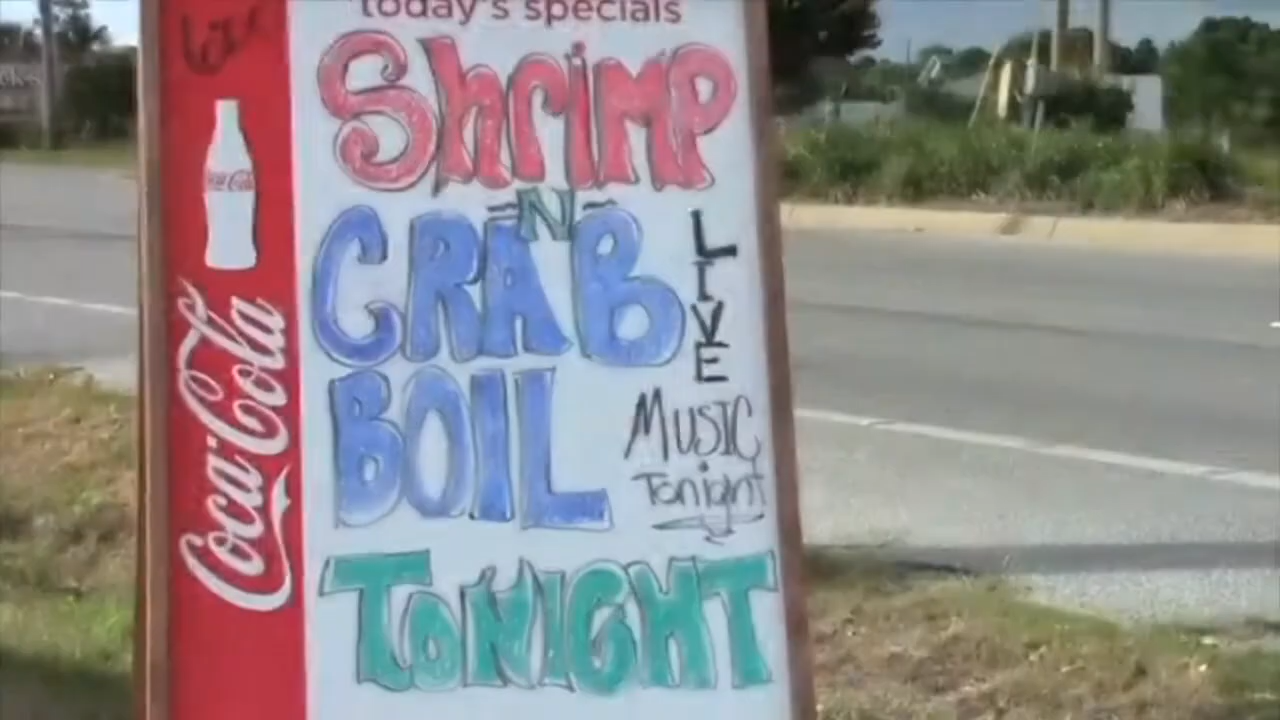 today's specials
Shrimp
N
CRAB
BOIL
TONIGHT
LIVE
Music
Tonight
Coca-Cola
Coca-Cola